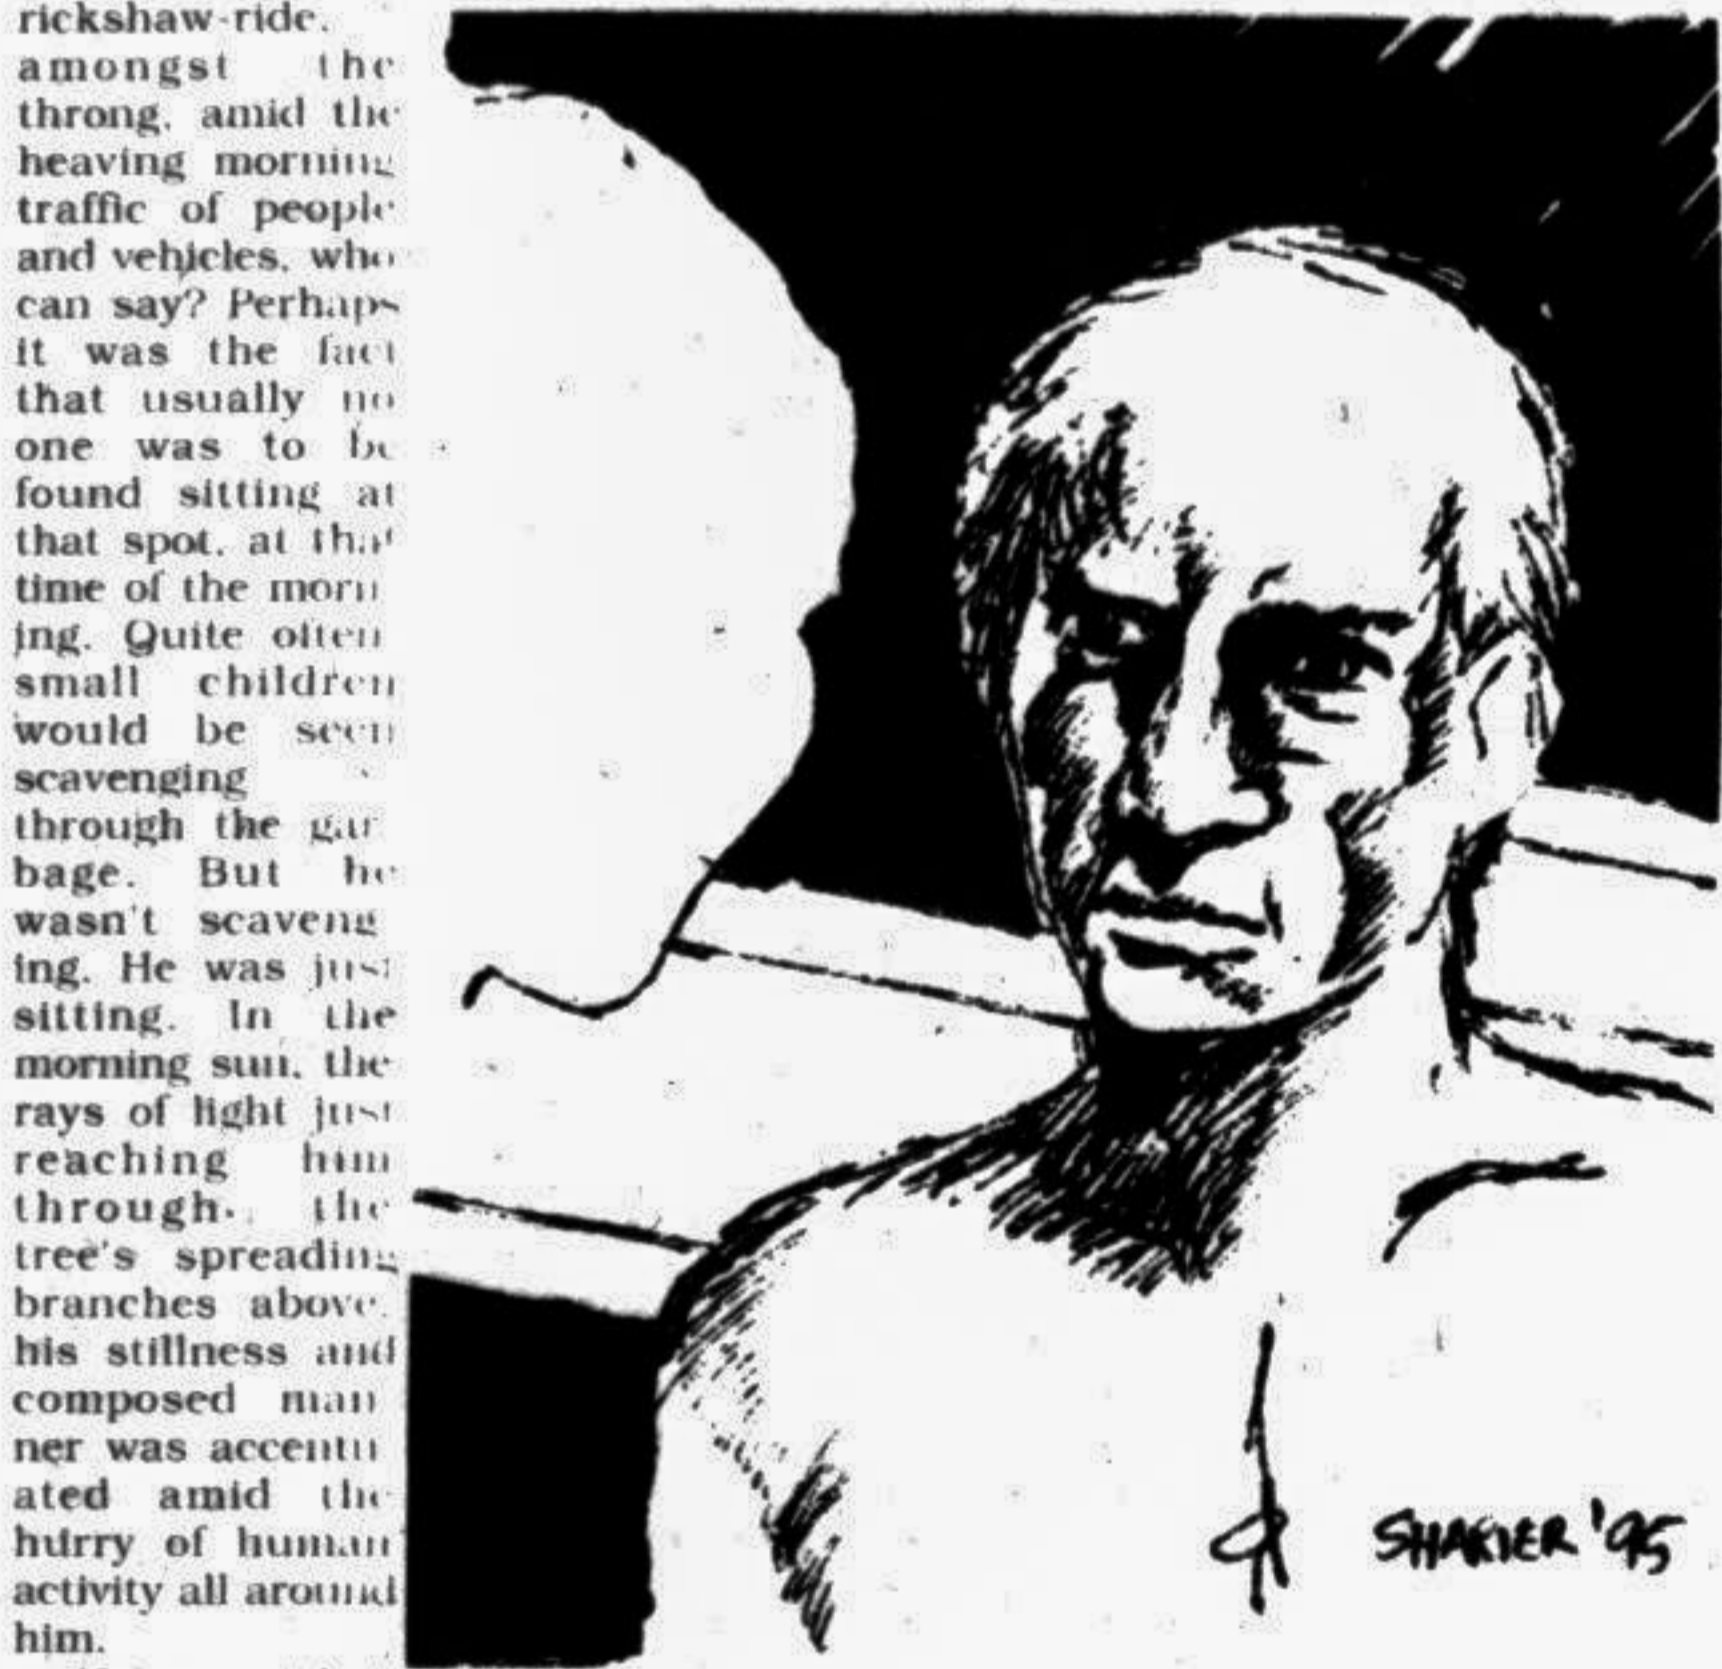 rickshaw-ride.
amongst the
throng, amid the
heaving morning
traffic of people
and vehicles, who
can say? Perhaps
it was the fact
that usually no
one was to be
found sitting at
that spot, at that
time of the morn
ing. Quite often
small children
would be seen
scavenging
through the gar
bage. But he
wasn't scaveng
ing. He was just
sitting. In the
morning sun, the
rays of light just
reaching him
through the
tree's spreading
branches above,
his stillness and
composed man
ner was accentu
ated amid the
hurry of human
activity all around
him.
SHAKIER '95